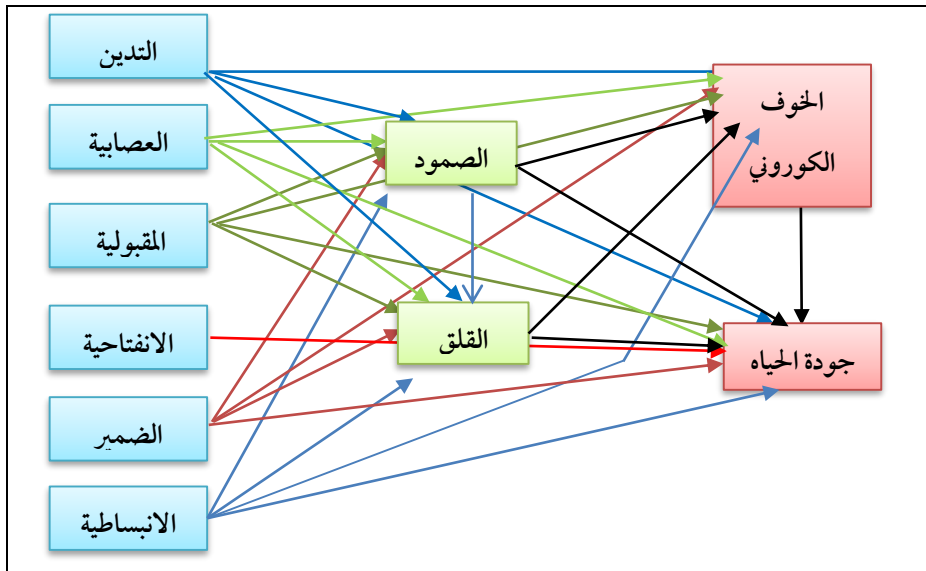 التدين
العصابية
المقبولية
الانفتاحية
الضمير
الانبساطية
الصمود
القلق
الخوف
الكوروني
جودة الحياه